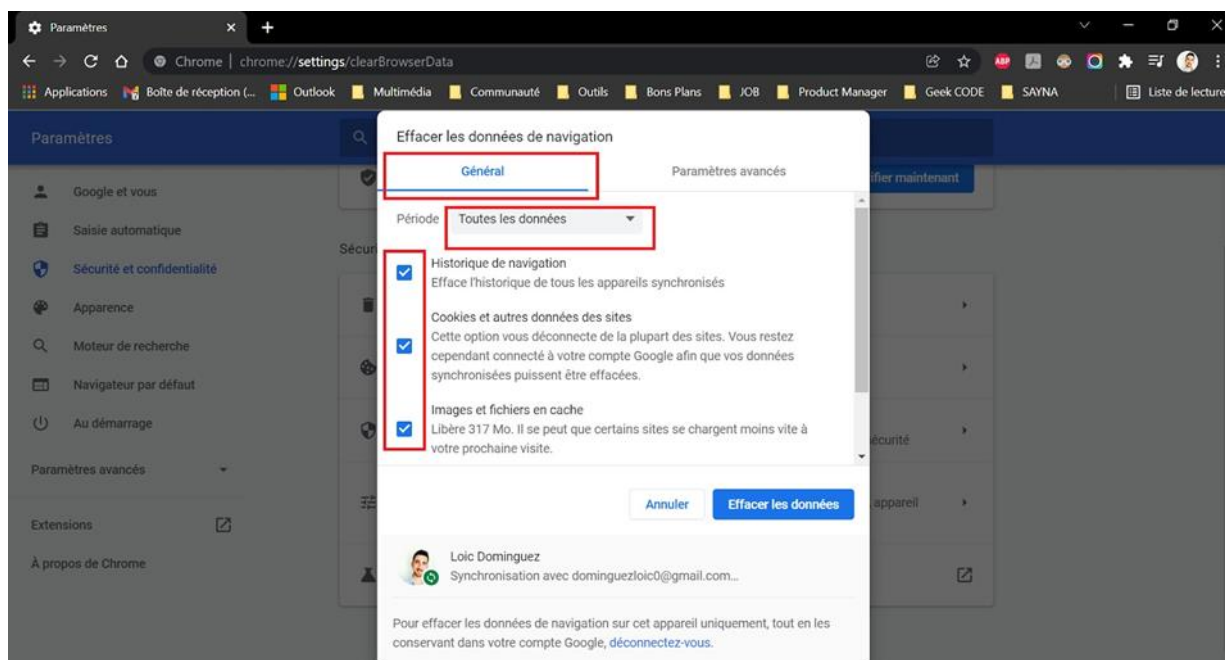 Paramètres
Chrome | chrome://settings/clearBrowserData
Applications Boîte de réception (... Outlook Multimédia Communauté Outils Bons Plans JOB Product Manager Geek CODE SAYNA Liste de lecture
ABP
Paramètres
Google et vous
Saisie automatique
Sécurité et confidentialité
Apparence
Moteur de recherche
Navigateur par défaut
Au démarrage
Paramètres avancés
Extensions
À propos de Chrome
ifier maintenant
Sécuri
écurité
appareil
Effacer les données de navigation
Général Paramètres avancés
Période Toutes les données
Historique de navigation
Efface l'historique de tous les appareils synchronisés
Cookies et autres données des sites
Cette option vous déconnecte de la plupart des sites. Vous restez
cependant connecté à votre compte Google afin que vos données
synchronisées puissent être effacées.
Images et fichiers en cache
Libère 317 Mo. Il se peut que certains sites se chargent moins vite à
votre prochaine visite.
Annuler Effacer les données
Loic Dominguez
Synchronisation avec dominguezloic0@gmail.com...
Pour effacer les données de navigation sur cet appareil uniquement, tout en les
conservant dans votre compte Google, déconnectez-vous.